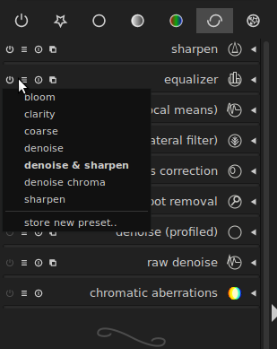 sharpen
equalizer
bloom
clarity
ocal means)
coarse
denoise
ateral filter)
denoise & sharpen
s correction
denoise chroma
sharpen
ot removal
store new preset..
denoise (profiled)
raw denoise
chromatic aberrations